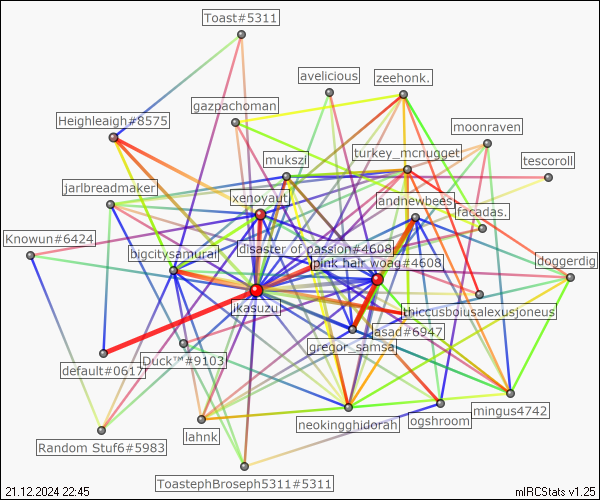 Toast#5311
avelicious
zeehonk.
gazpachoman
Heighleaigh#8575
moonraven
turkey_mcnugget
mukszi
tescoroll
jarlbreadmaker
xenoyaut
andnewbees
facadas.
Knowun#6424
disaster of passion#4608
bigcitysamurai
pink hair woag#4608
doggerdig
ikasuzu
thiccusboiusalexusjoneus
asad#6947
gregor_samsa
Duck™#9103
default#0617
mingus4742
ogshroom
neokingghidorah
lahnk
Random Stuf6#5983
ToastephBroseph5311#5311
21.12.2024 22:45
mIRCStats v1.25